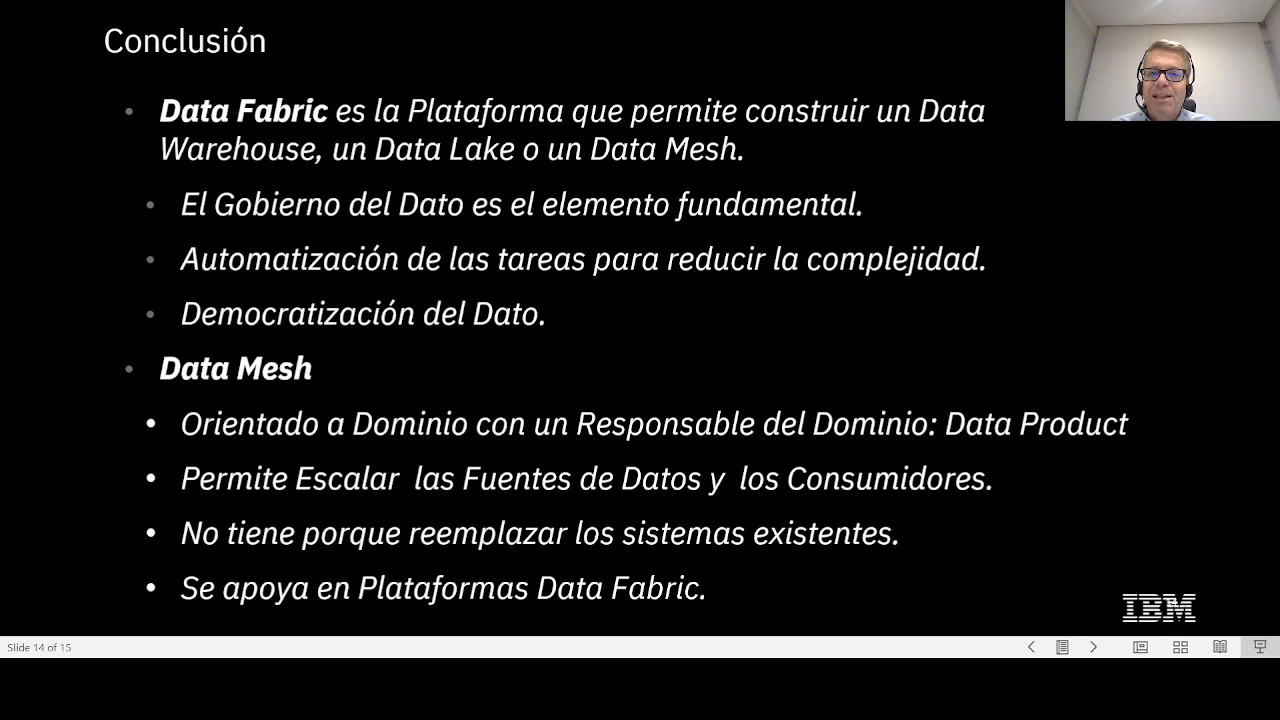 Conclusión
• Data Fabric es la Plataforma que permite construir un Data
Warehouse, un Data Lake o un Data Mesh.
• El Gobierno del Dato es el elemento fundamental.
• Automatización de las tareas para reducir la complejidad.
• Democratización del Dato.
• Data Mesh
• Orientado a Dominio con un Responsable del Dominio: Data Product
• Permite Escalar  las Fuentes de Datos y  los Consumidores.
• No tiene porque reemplazar los sistemas existentes.
• Se apoya en Plataformas Data Fabric.
IBM
Slide 14 of 15